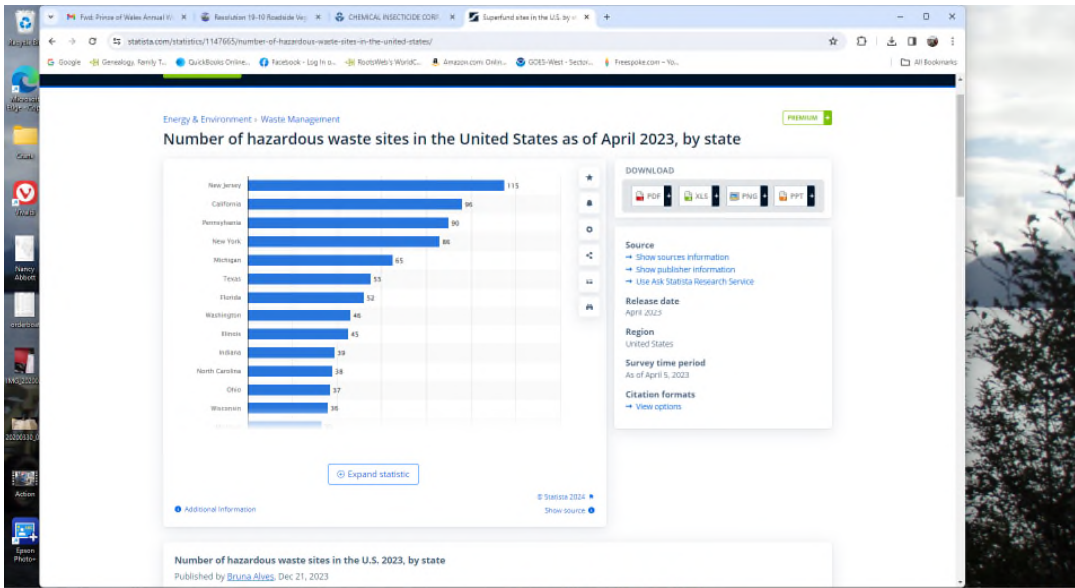 Fwd: Prince of Wales Annual
Resolution 19-10 Roadside Veg
CHEMICAL INSECTICIDE CORP.
Superfund sites in the U.S. by
statista.com/statistics/1147665/number-of-hazardous-waste-sites-in-the-united-states/
Google
Genealogy, Family T...
QuickBooks Online...
Facebook - Log In o...
RootsWeb's WorldC...
Amazon.com: Onlin...
GOES-West - Sector...
Freespoke.com – Yo...
All Bookmarks
Energy & Environment › Waste Management
PREMIUM +
Number of hazardous waste sites in the United States as of April 2023, by state
New Jersey 115
California 96
Pennsylvania 90
New York 86
Michigan 65
Texas 53
Florida 52
Washington 46
Illinois 45
Indiana 39
North Carolina 38
Ohio 37
Wisconsin 36
Expand statistic
© Statista 2024
Additional Information
Show source
DOWNLOAD
PDF + XLS + PNG + PPT +
Source
→ Show sources information
→ Show publisher information
→ Use Ask Statista Research Service
Release date
April 2023
Region
United States
Survey time period
As of April 5, 2023
Citation formats
→ View options
Number of hazardous waste sites in the U.S. 2023, by state
Published by Bruna Alves, Dec 21, 2023
Microsoft
Vivaldi
Nancy
Abbott
Action
Epson
Photo+